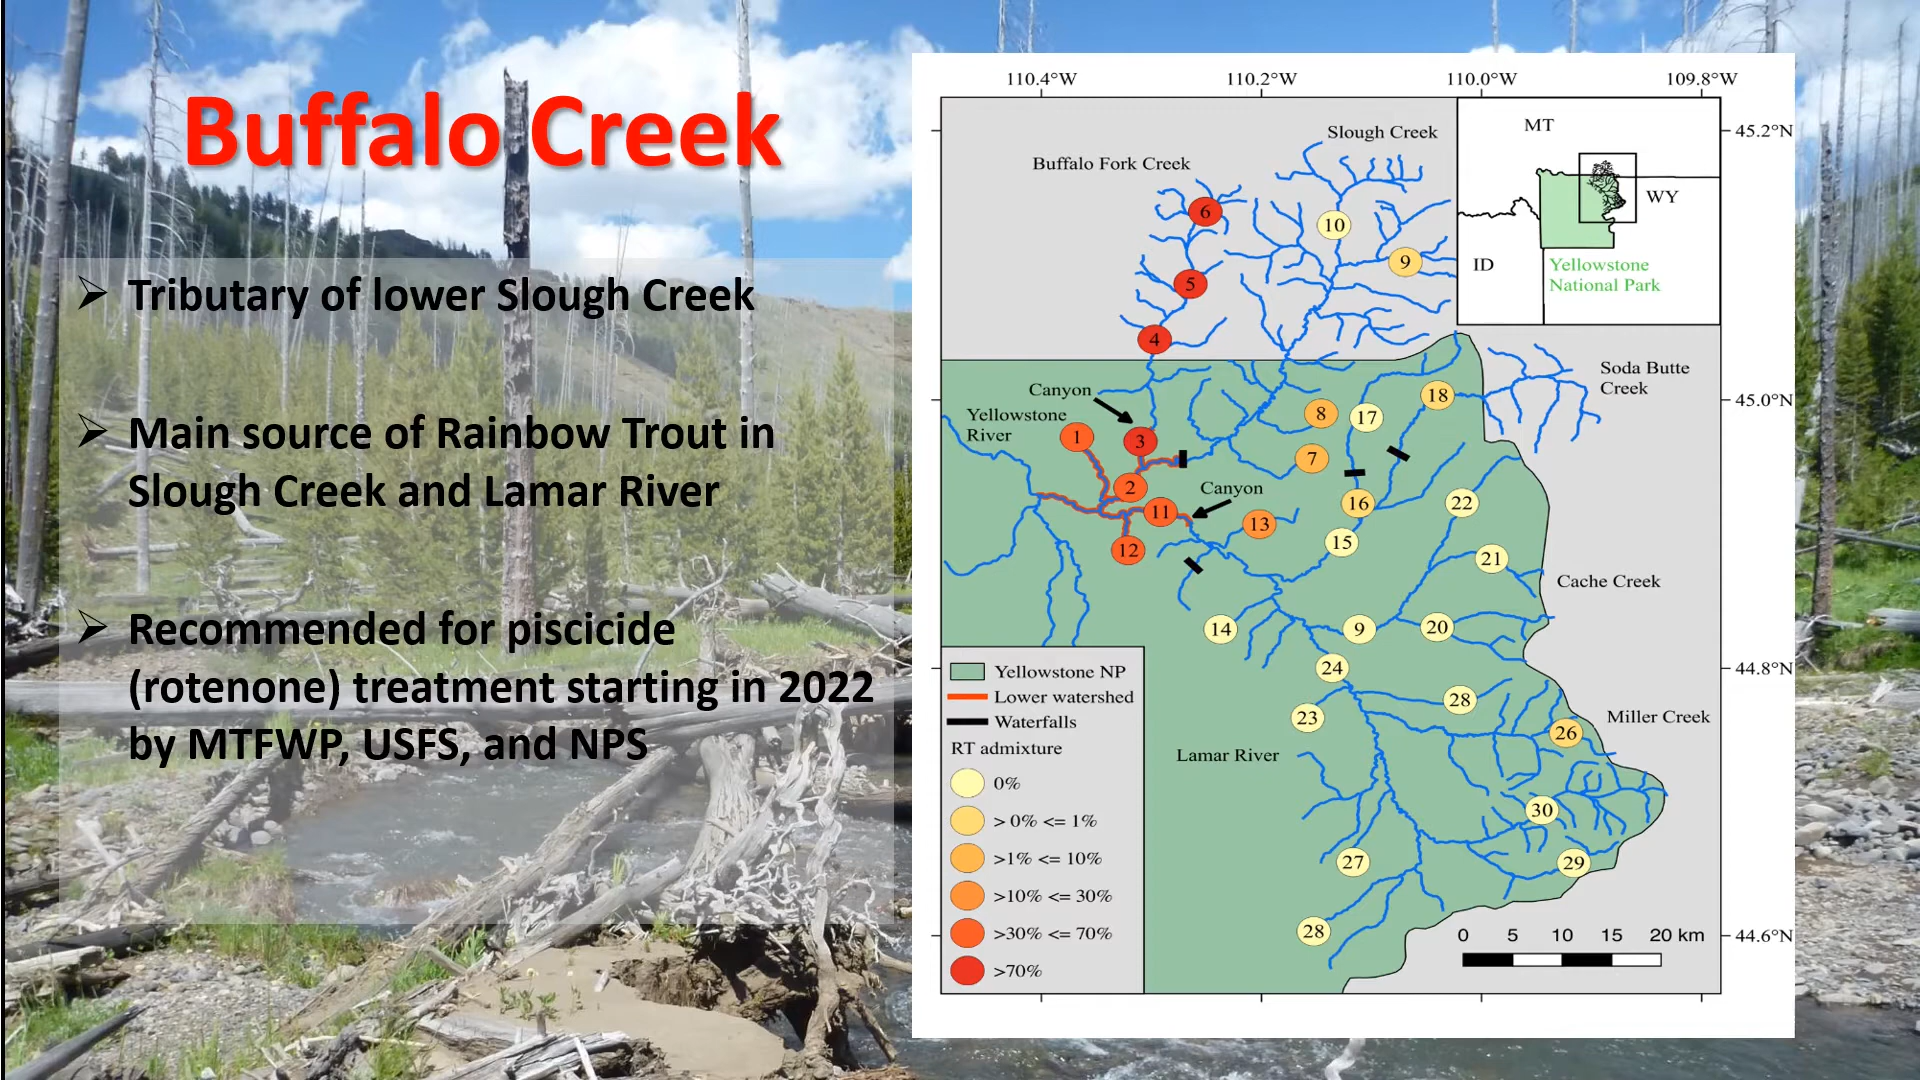 Buffalo Creek
Tributary of lower Slough Creek
Main source of Rainbow Trout in
Slough Creek and Lamar River
Recommended for piscicide
(rotenone) treatment starting in 2022
by MTFWP, USFS, and NPS
110.4°W 110.2°W 110.0°W 109.8°W
45.2°N
45.0°N
44.8°N
44.6°N
Slough Creek
Buffalo Fork Creek
MT
WY
ID
Yellowstone
National Park
6
10
9
5
4
Soda Butte
Creek
Canyon
18
Yellowstone
River
8
17
1
3
7
2
Canyon
16
22
11
13
12
15
21
Cache Creek
14
9
20
24
28
23
Miller Creek
26
Lamar River
30
27
29
28
Yellowstone NP
Lower watershed
Waterfalls
RT admixture
0%
> 0% <= 1%
>1% <= 10%
>10% <= 30%
>30% <= 70%
>70%
0 5 10 15 20 km